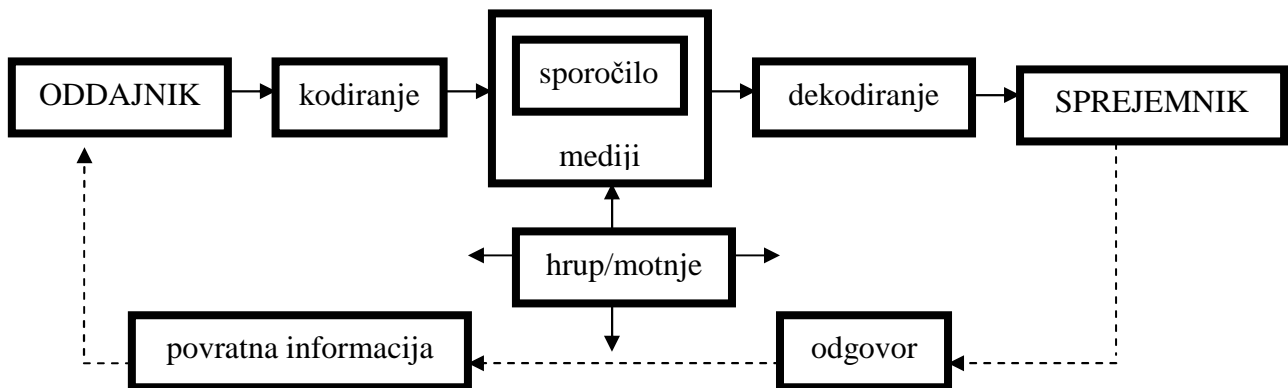 ODDAJNIK
kodiranje
sporočilo
mediji
dekodiranje
SPREJEMNIK
hrup/motnje
povratna informacija
odgovor